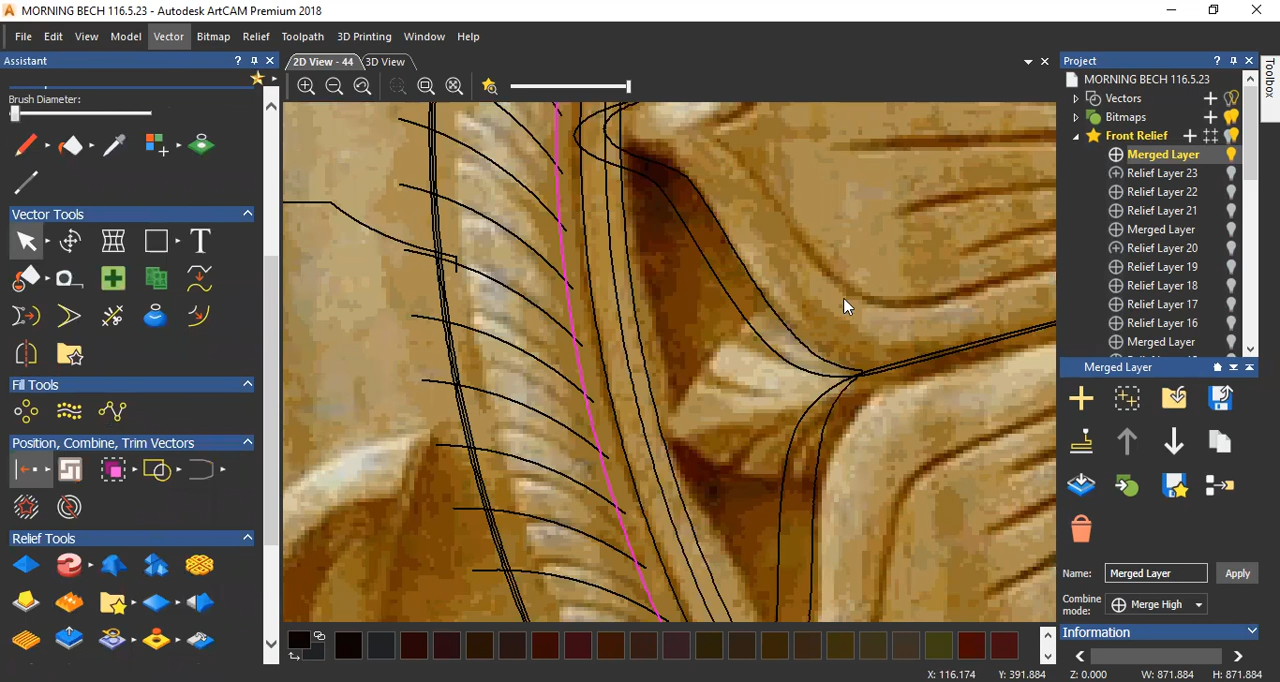 MORNING BECH 116.5.23 - Autodesk ArtCAM Premium 2018
File Edit View Model Vector Bitmap Relief Toolpath 3D Printing Window Help
Assistant ?
2D View - 44 3D View
Project ?
Toolbox
Brush Diameter:
MORNING BECH 116.5.23
Vectors
Bitmaps
Front Relief
Merged Layer
Relief Layer 23
Relief Layer 22
Relief Layer 21
Merged Layer
Relief Layer 20
Relief Layer 19
Relief Layer 18
Relief Layer 17
Relief Layer 16
Merged Layer
Vector Tools
Fill Tools
Position, Combine, Trim Vectors
Relief Tools
Merged Layer
Name: Merged Layer Apply
Combine mode: Merge High
Information
X: 116.174 Y: 391.884 Z: 0.000 W: 871.884 H: 871.884